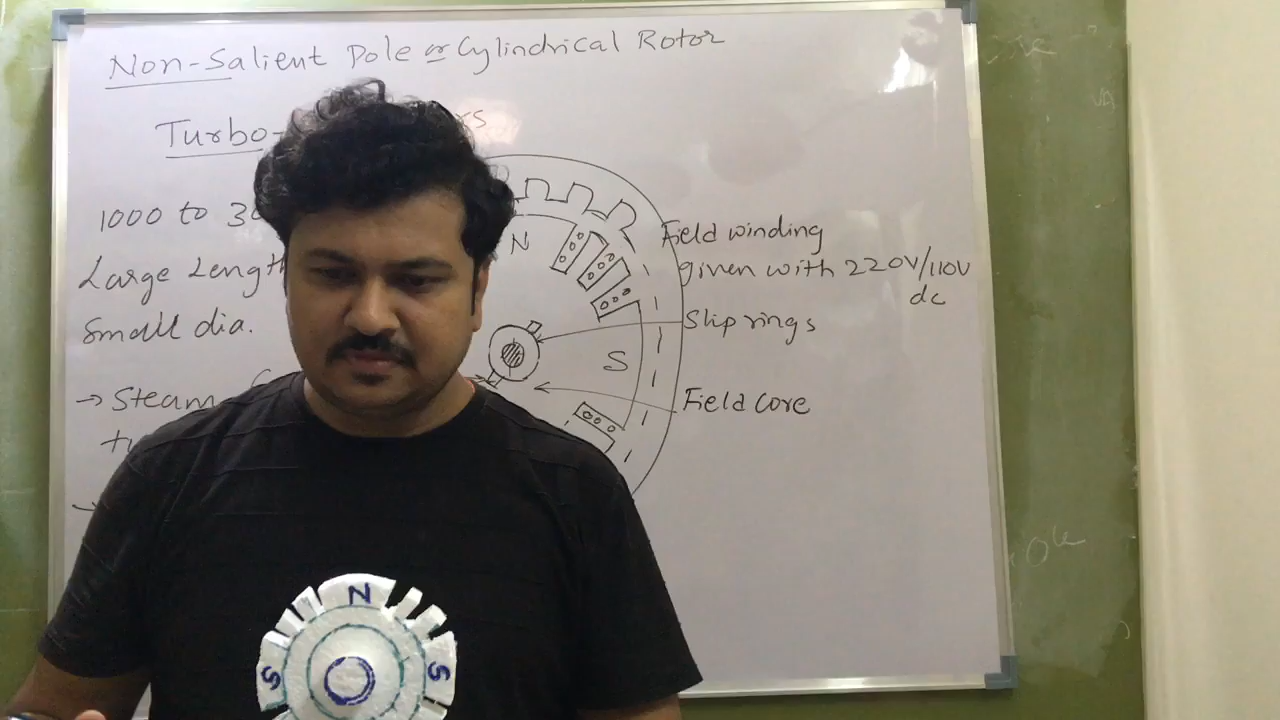 Non-Salient Pole or Cylindrical Rotor
Turbo-
1000 to 30
Large Length
Small dia.
→ Steam
N
S
Field winding
given with 220V/110V
dc
Slip rings
Field core
N
S
S